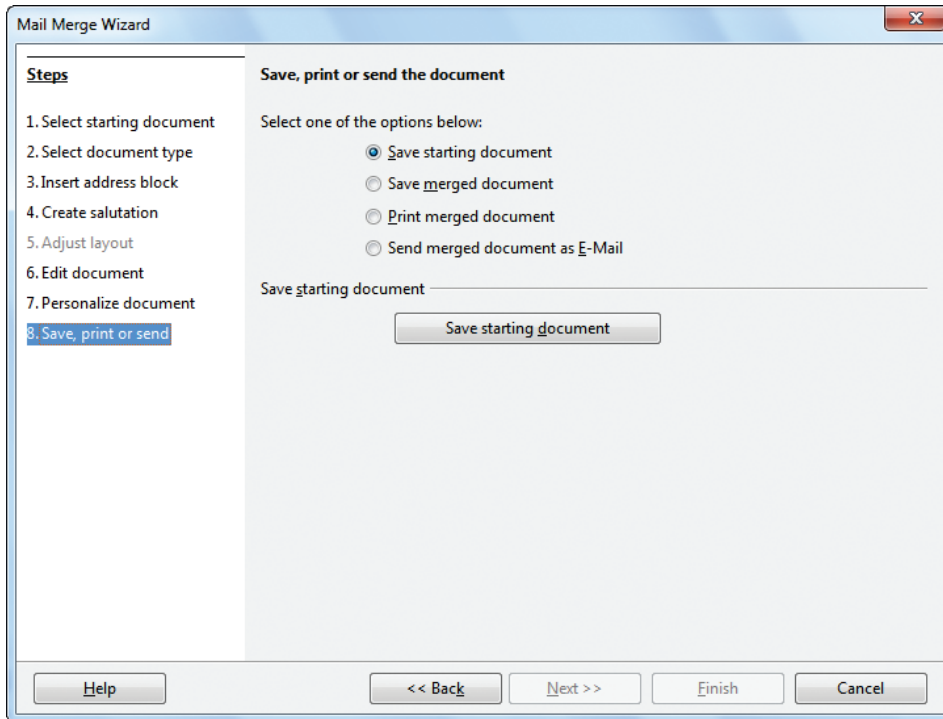 Mail Merge Wizard
Steps
1. Select starting document
2. Select document type
3. Insert address block
4. Create salutation
5. Adjust layout
6. Edit document
7. Personalize document
8. Save, print or send
Save, print or send the document
Select one of the options below:
Save starting document
Save merged document
Print merged document
Send merged document as E-Mail
Save starting document
Save starting document
Help
<< Back
Next >>
Finish
Cancel